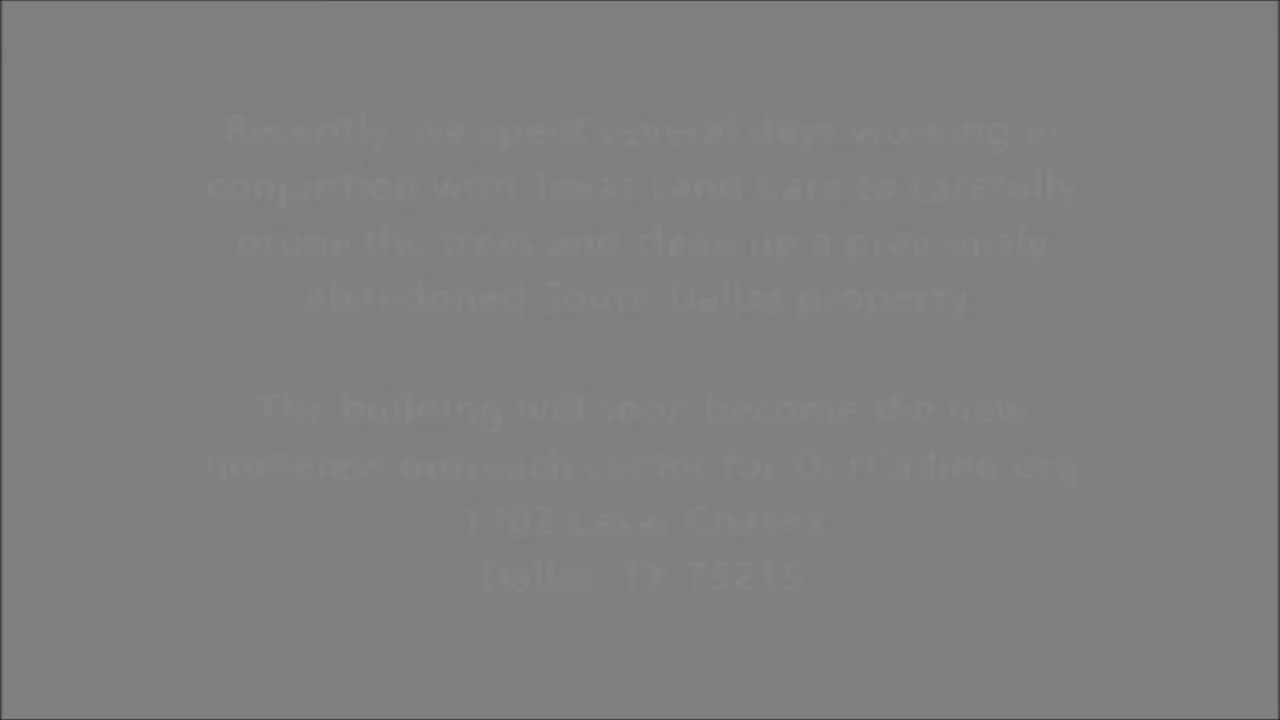 Recently, we spent several days working in
conjuntion with Texas Land Care to carefully
prune the trees and clean up a previously
abandoned South Dallas property.
The building will soon become the new
homeless outreach center for OurCalling.org
1702 Cesar Chavez
Dallas, TX 75215